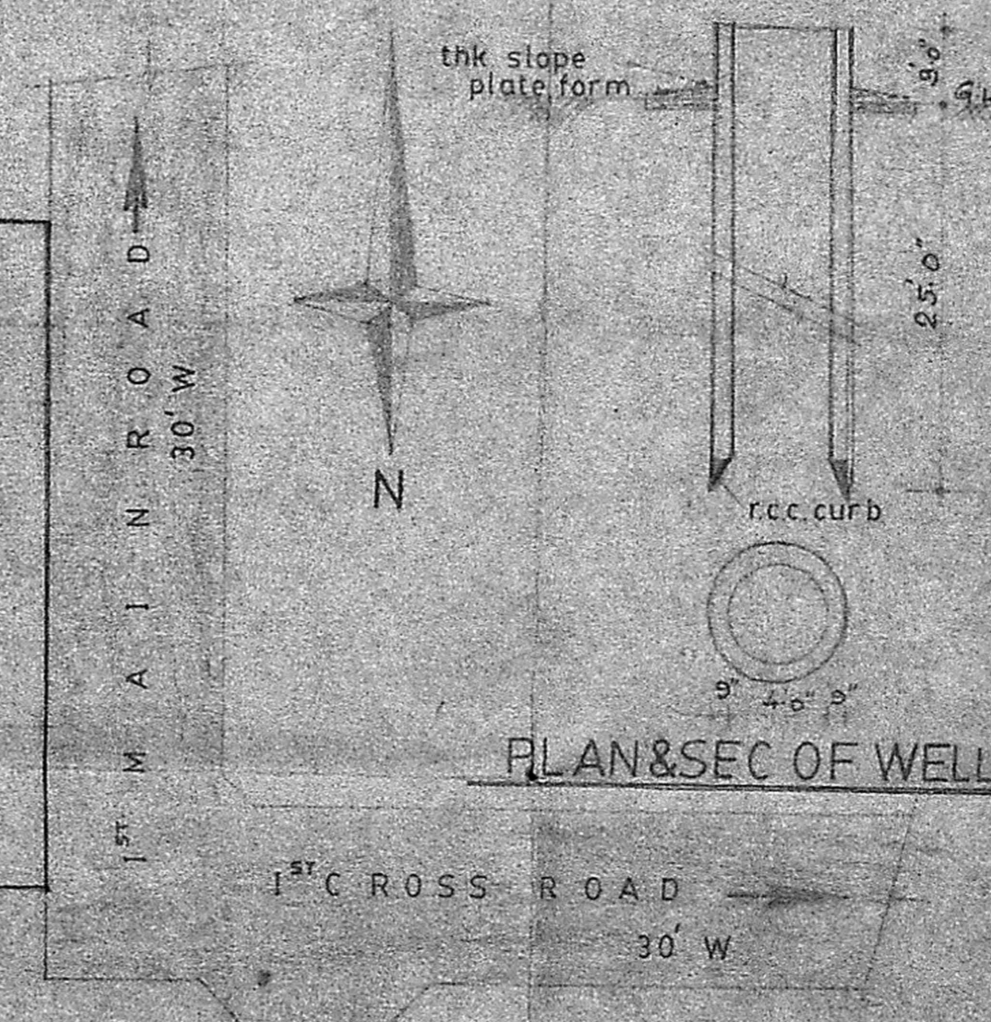 thk slope
plate form
3'.0"
G.L
25'.0"
r.c.c. curb
9" 4'.0" 9"
PLAN&SEC OF WELL
N
1ST MAIN ROAD
30' W
1ST CROSS ROAD
30' W